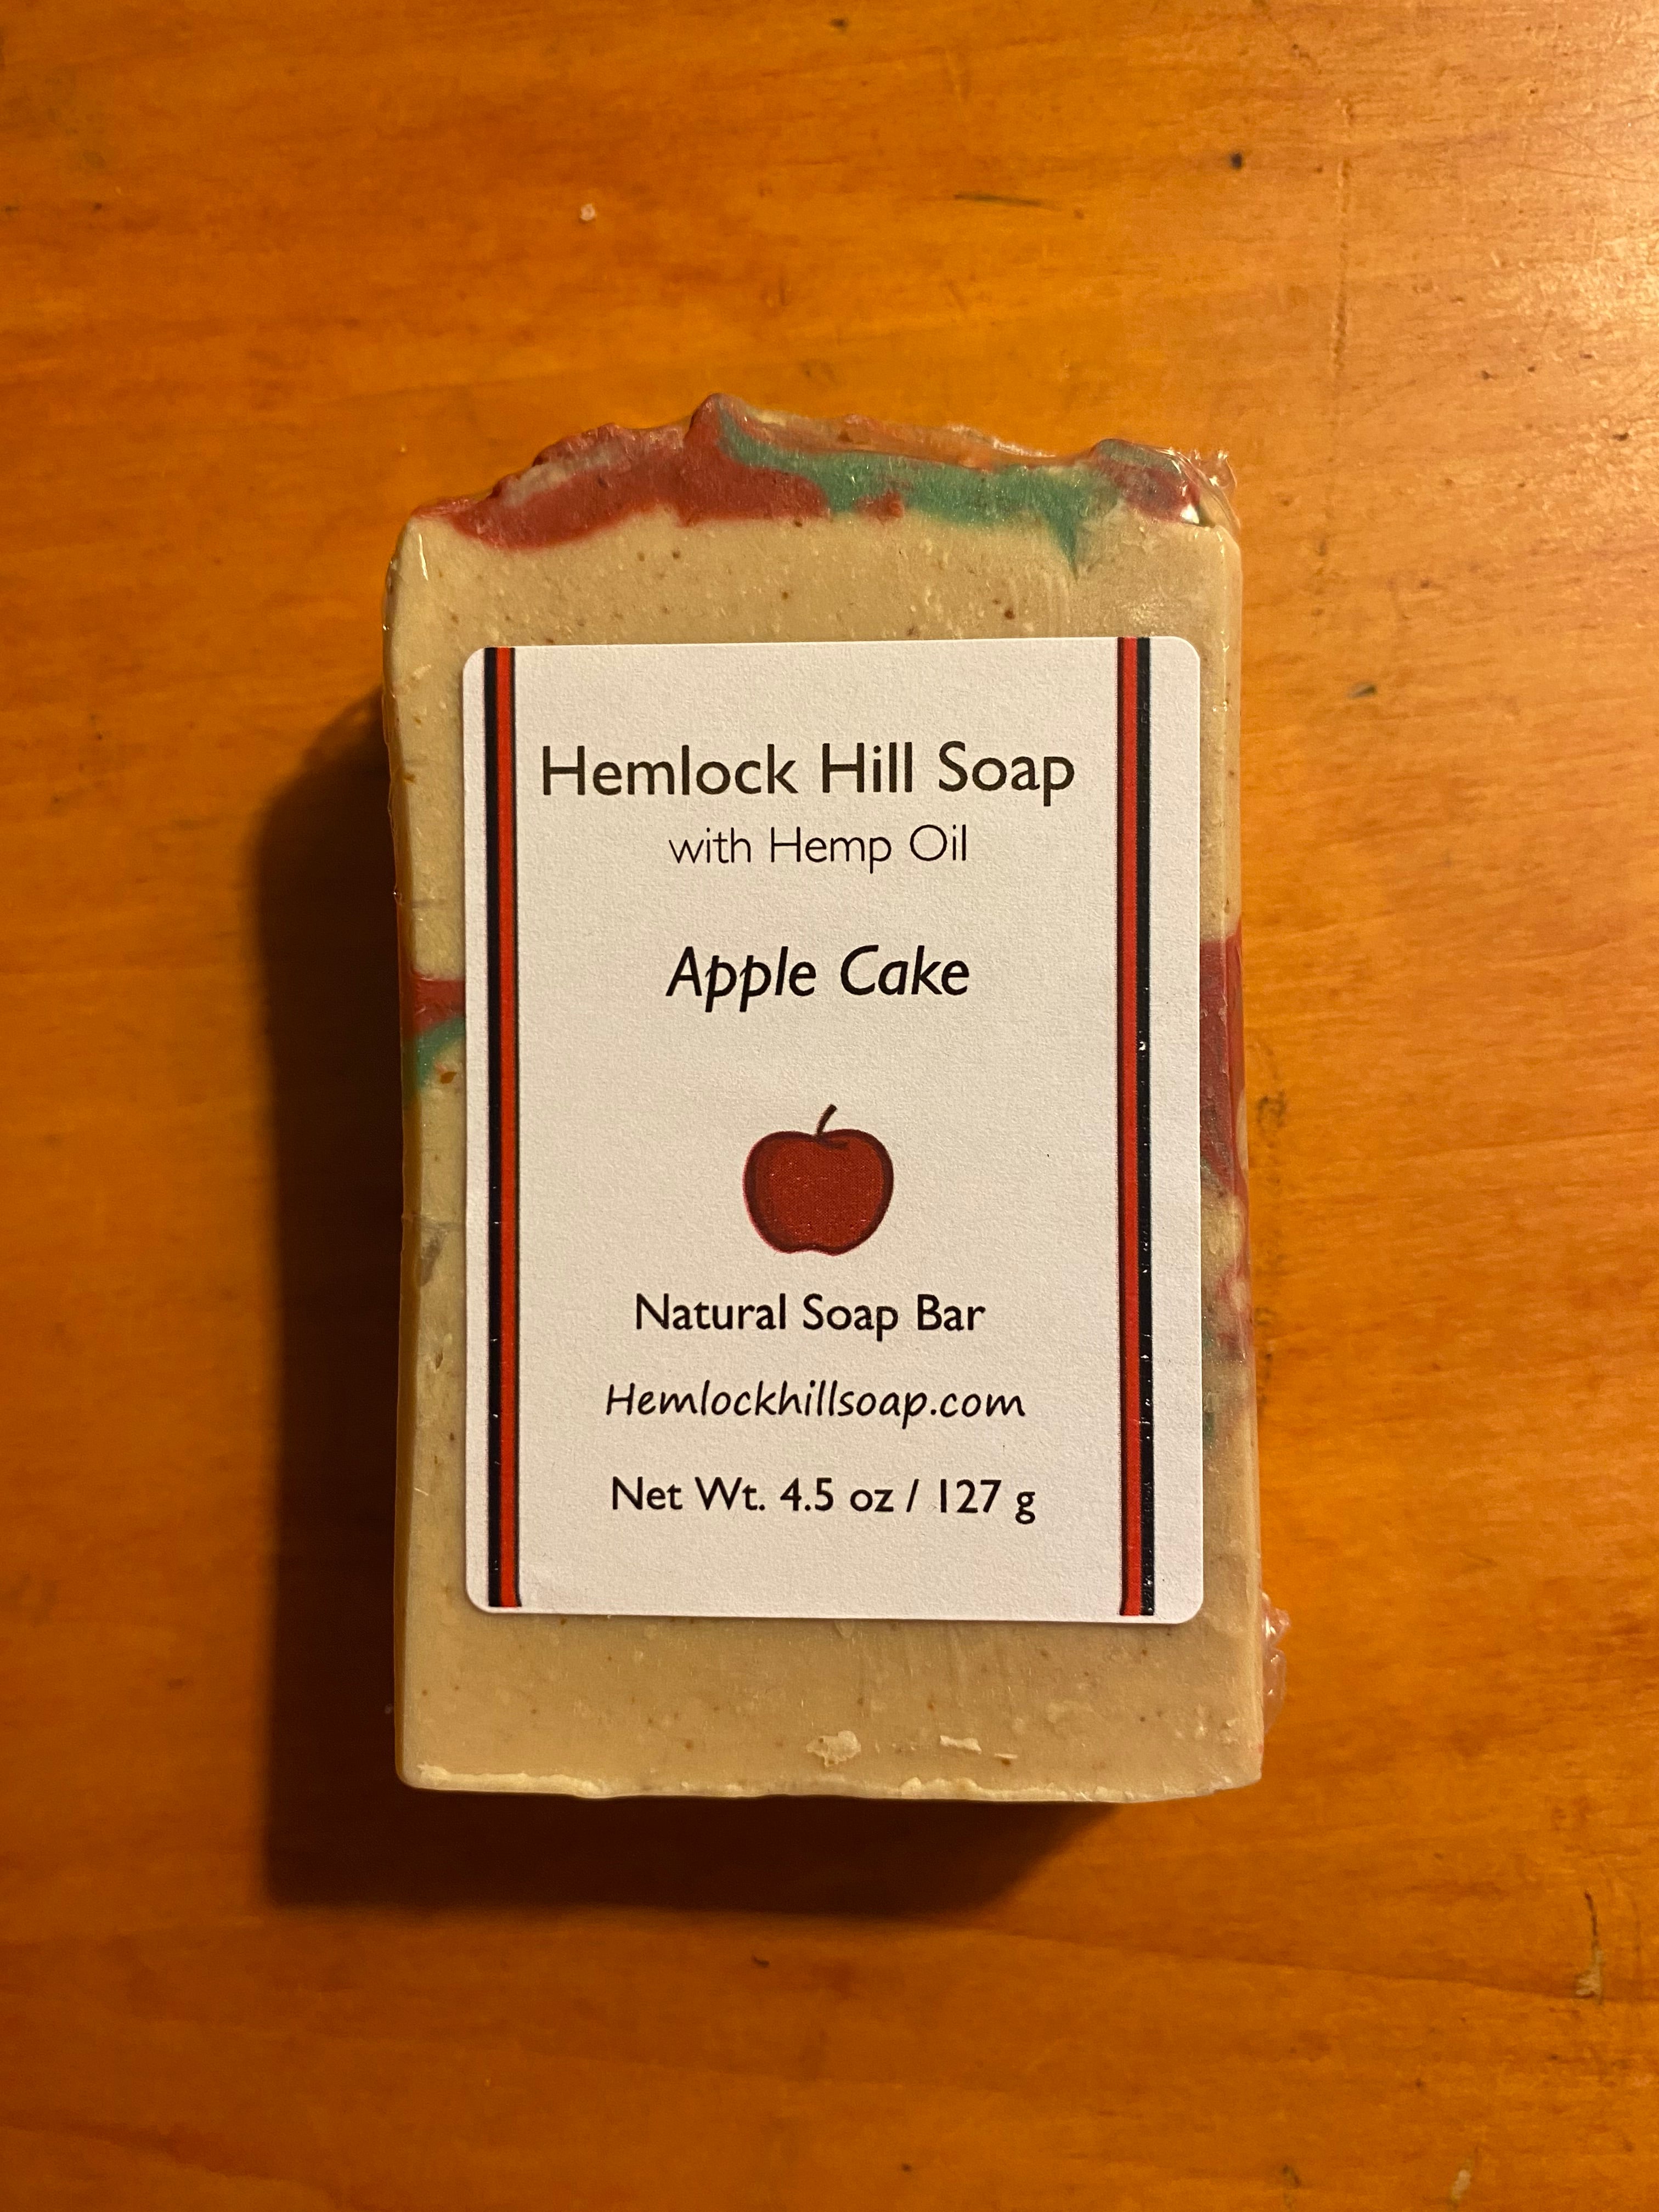 Hemlock Hill Soap
with Hemp Oil
Apple Cake
Natural Soap Bar
Hemlockhillsoap.com
Net Wt. 4.5 oz / 127 g